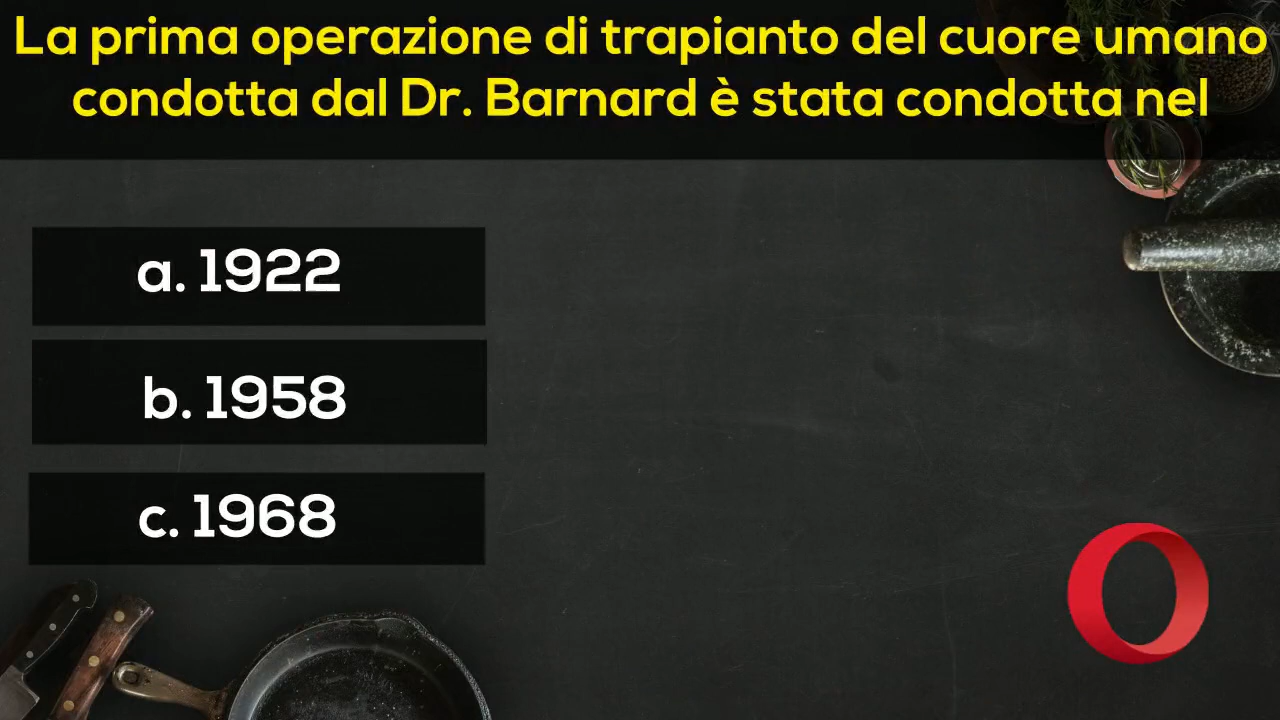 La prima operazione di trapianto del cuore umano
condotta dal Dr. Barnard è stata condotta nel
a. 1922
b. 1958
c. 1968